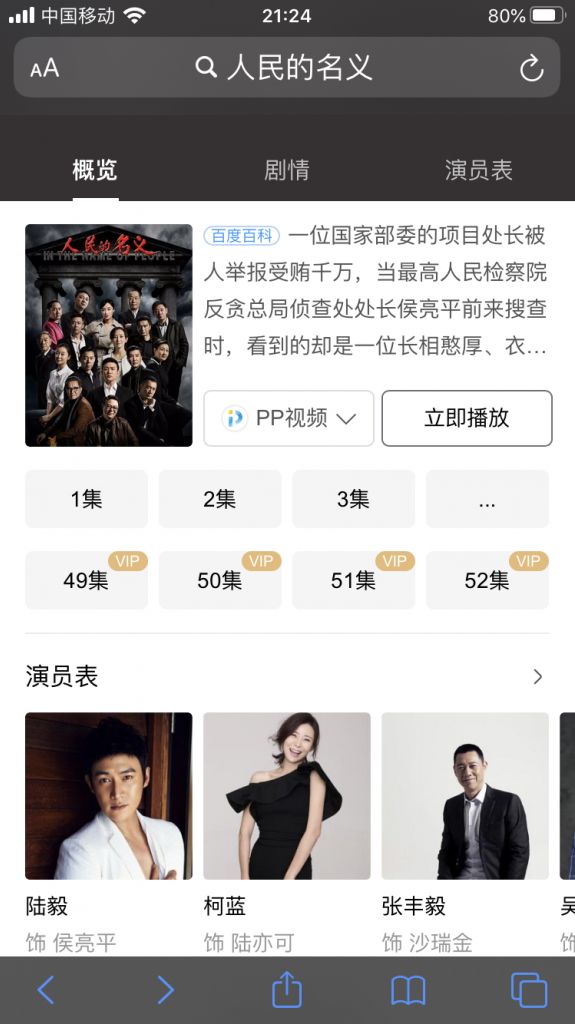 中国移动 21:24 80%
AA 人民的名义
概览 剧情 演员表
人民的名义
IN THE NAME OF PEOPLE
百度百科 一位国家部委的项目处长被
人举报受贿千万，当最高人民检察院
反贪总局侦查处处长侯亮平前来搜查
时，看到的却是一位长相憨厚、衣…
PP视频 立即播放
1集 2集 3集 ...
VIP VIP VIP VIP
49集 50集 51集 52集
演员表
陆毅 柯蓝 张丰毅
饰 侯亮平 饰 陆亦可 饰 沙瑞金